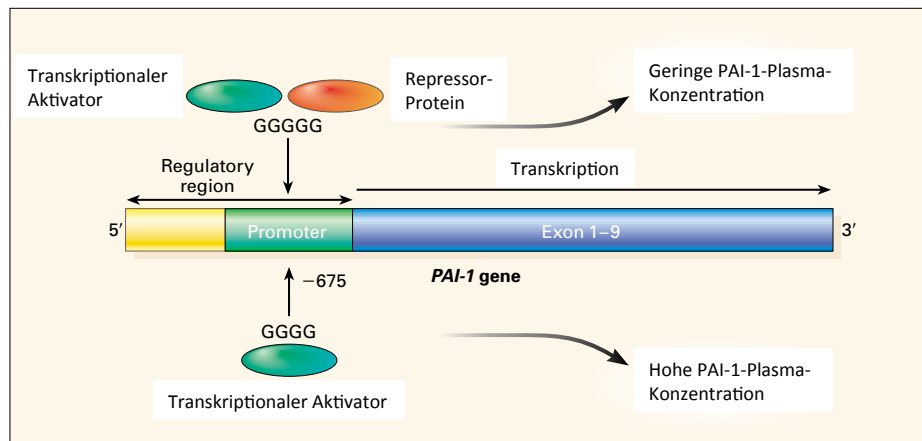 Transkriptionaler
Aktivator
Repressor-
Protein
Geringe PAI-1-Plasma-
Konzentration
GGGGG
Regulatory
region
Transkription
5′
Promoter
Exon 1–9
3′
–675
PAI-1 gene
GGGG
Transkriptionaler Aktivator
Hohe PAI-1-Plasma-
Konzentration